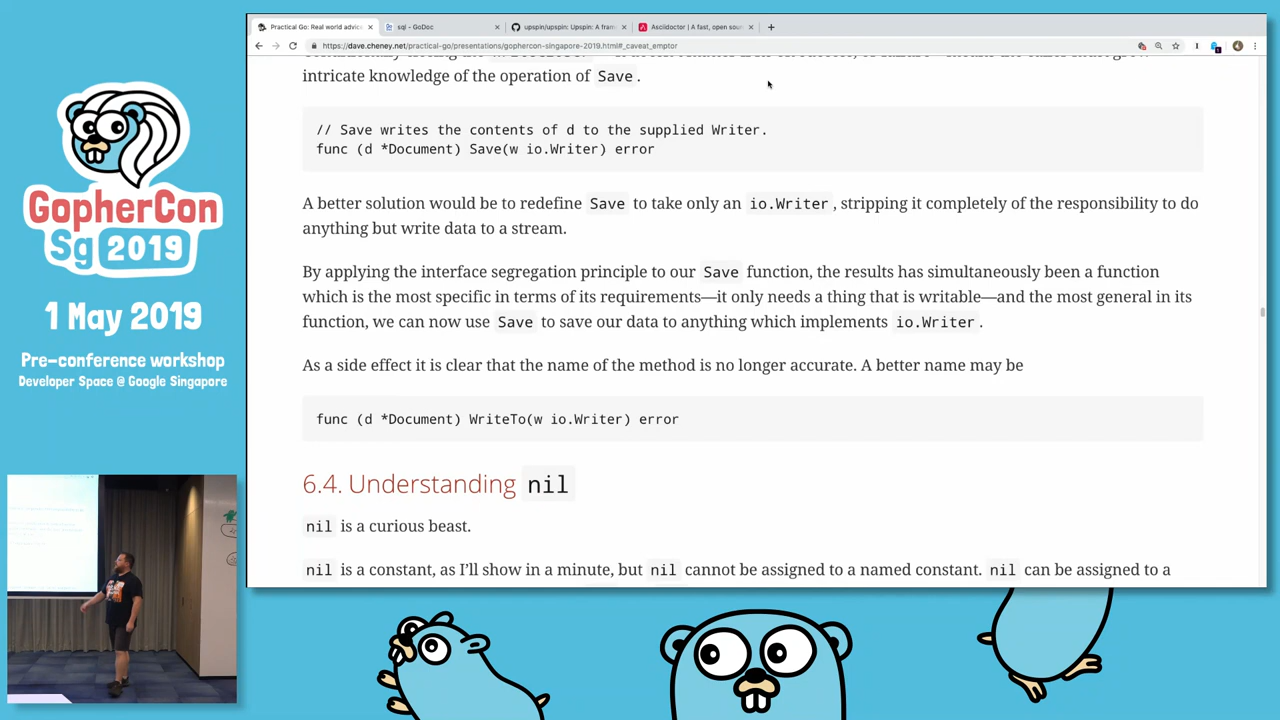 Practical Go: Real world advic
sql - GoDoc
upspin/upspin: Upspin: A fram
Asciidoctor | A fast, open sou
https://dave.cheney.net/practical-go/presentations/gophercon-singapore-2019.html#_caveat_emptor
intricate knowledge of the operation of Save.
// Save writes the contents of d to the supplied Writer.
func (d *Document) Save(w io.Writer) error
A better solution would be to redefine Save to take only an io.Writer, stripping it completely of the responsibility to do
anything but write data to a stream.
By applying the interface segregation principle to our Save function, the results has simultaneously been a function
which is the most specific in terms of its requirements—it only needs a thing that is writable—and the most general in its
function, we can now use Save to save our data to anything which implements io.Writer.
As a side effect it is clear that the name of the method is no longer accurate. A better name may be
func (d *Document) WriteTo(w io.Writer) error
6.4. Understanding nil
nil is a curious beast.
nil is a constant, as I'll show in a minute, but nil cannot be assigned to a named constant. nil can be assigned to a
GopherCon
Sg 2019
1 May 2019
Pre-conference workshop
Developer Space @ Google Singapore